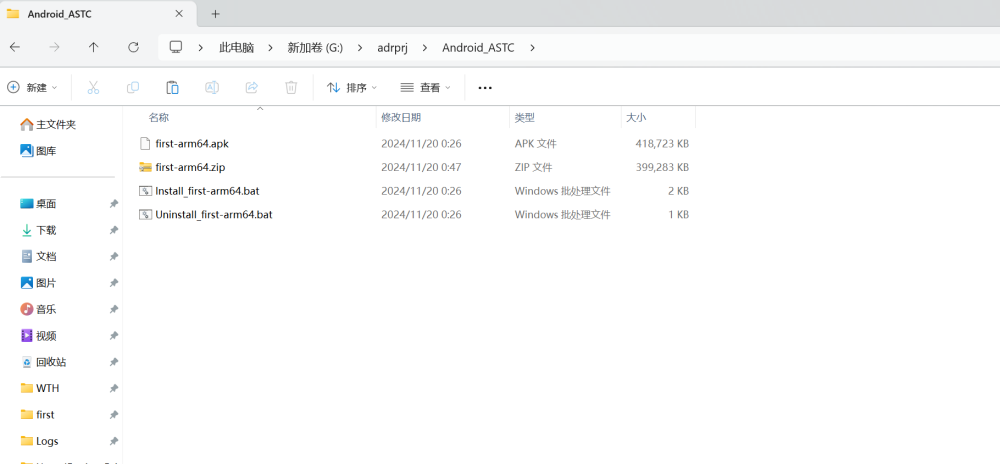 Android_ASTC
此电脑 新加卷 (G:) adrprj Android_ASTC
新建 排序 查看
名称 修改日期 类型 大小
first-arm64.apk 2024/11/20 0:26 APK 文件 418,723 KB
first-arm64.zip 2024/11/20 0:47 ZIP 文件 399,283 KB
Install_first-arm64.bat 2024/11/20 0:26 Windows 批处理文件 2 KB
Uninstall_first-arm64.bat 2024/11/20 0:26 Windows 批处理文件 1 KB
主文件夹
图库
桌面
下载
文档
图片
音乐
视频
回收站
WTH
first
Logs